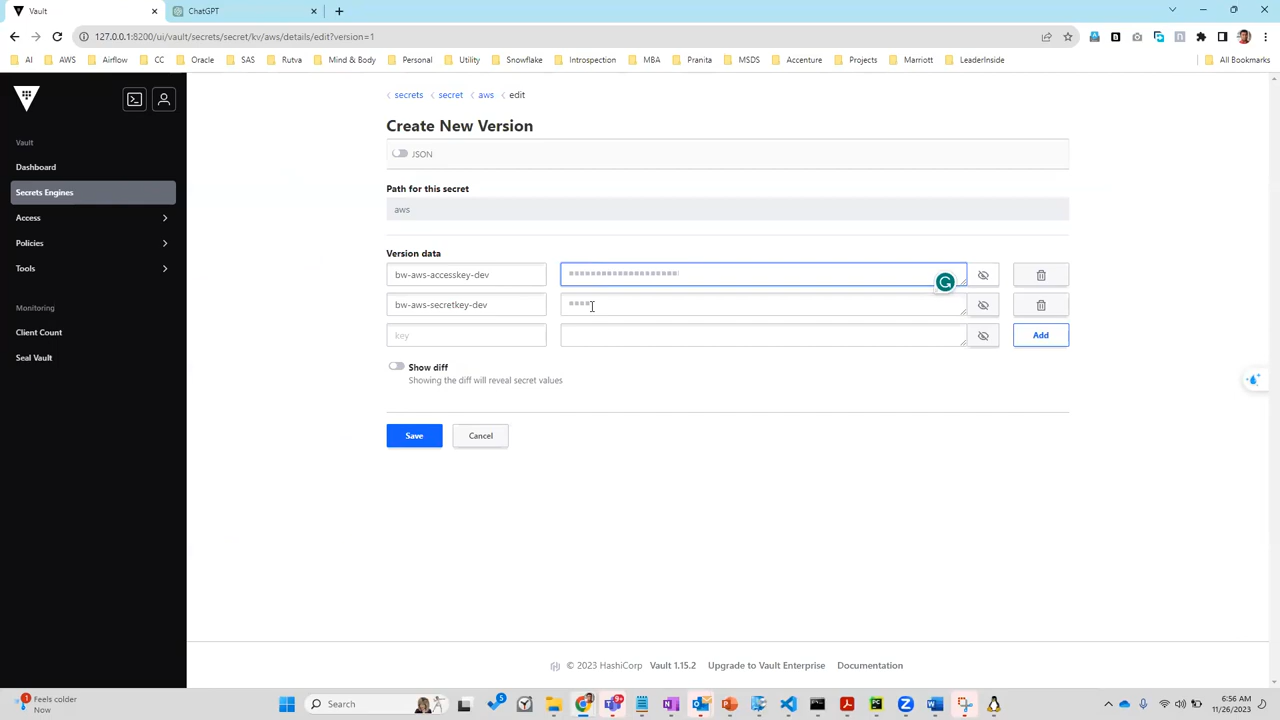 Vault
ChatGPT
127.0.0.1:8200/ui/vault/secrets/secret/kv/aws/details/edit?version=1
AI
AWS
Airflow
CC
Oracle
SAS
Rutva
Mind & Body
Personal
Utility
Snowflake
Introspection
MBA
Pranita
MSDS
Accenture
Projects
Marriott
LeaderInside
All Bookmarks
secrets
secret
aws
edit
Create New Version
JSON
Path for this secret
aws
Version data
bw-aws-accesskey-dev
bw-aws-secretkey-dev
key
Add
Show diff
Showing the diff will reveal secret values
Save
Cancel
Vault
Dashboard
Secrets Engines
Access
Policies
Tools
Monitoring
Client Count
Seal Vault
© 2023 HashiCorp
Vault 1.15.2
Upgrade to Vault Enterprise
Documentation
1
Feels colder
Now
Search
5
9+
6:56 AM
11/26/2023